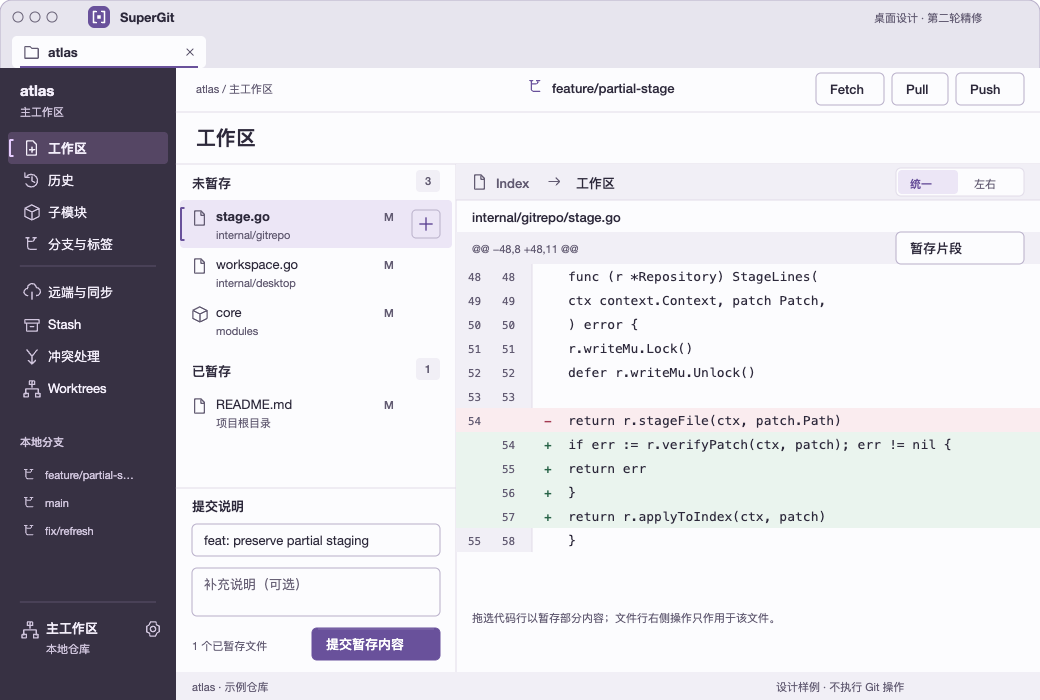 SuperGit
桌面设计 · 第二轮精修
atlas
×
atlas
主工作区
工作区
历史
子模块
分支与标签
远端与同步
Stash
冲突处理
Worktrees
本地分支
feature/partial-s…
main
fix/refresh
主工作区
本地仓库
atlas / 主工作区
feature/partial-stage
Fetch
Pull
Push
工作区
未暂存
3
stage.go
M
internal/gitrepo
workspace.go
M
internal/desktop
core
M
modules
已暂存
1
README.md
M
项目根目录
提交说明
feat: preserve partial staging
补充说明（可选）
1 个已暂存文件
提交暂存内容
Index → 工作区
统一
左右
internal/gitrepo/stage.go
@@ −48,8 +48,11 @@
暂存片段
48 48 func (r *Repository) StageLines(
49 49 ctx context.Context, patch Patch,
50 50 ) error {
51 51 r.writeMu.Lock()
52 52 defer r.writeMu.Unlock()
53 53
54 − return r.stageFile(ctx, patch.Path)
54 + if err := r.verifyPatch(ctx, patch); err != nil {
55 + return err
56 + }
57 + return r.applyToIndex(ctx, patch)
55 58 }
拖选代码行以暂存部分内容；文件行右侧操作只作用于该文件。
atlas · 示例仓库
设计样例 · 不执行 Git 操作